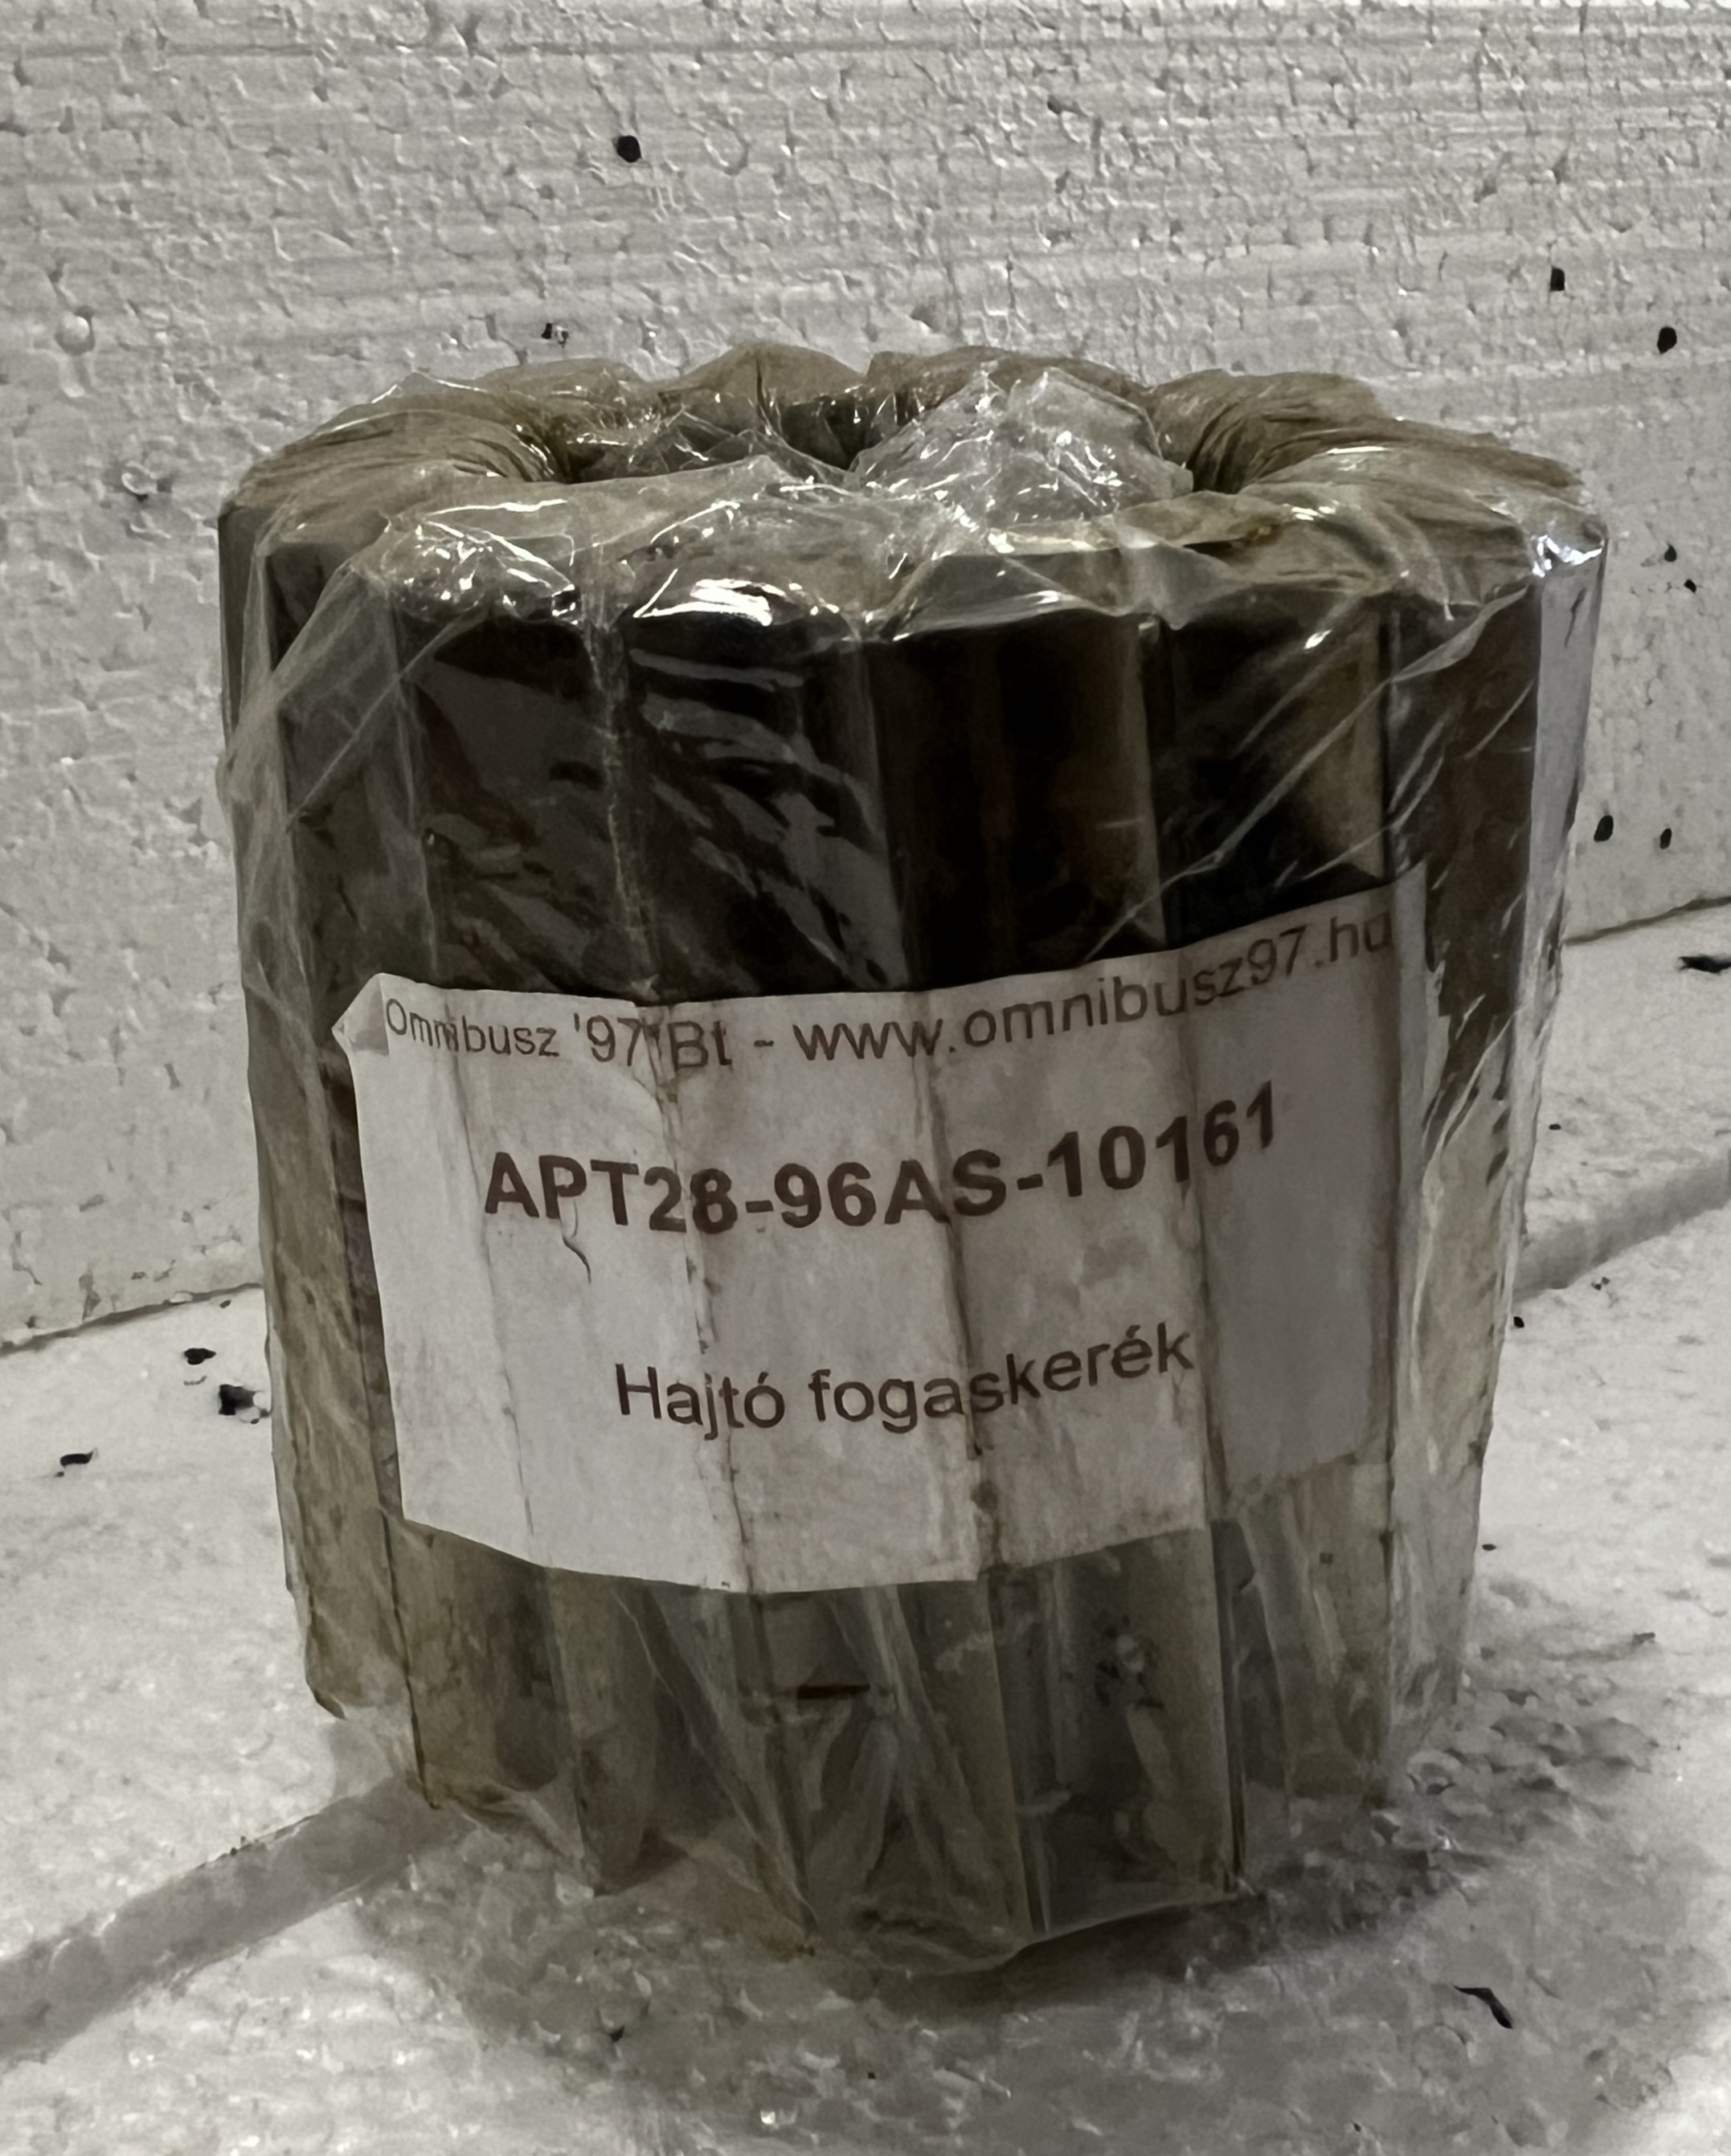 Omnibusz '97 Bt - www.omnibusz97.hu
APT28-96AS-10161
Hajtó fogaskerék